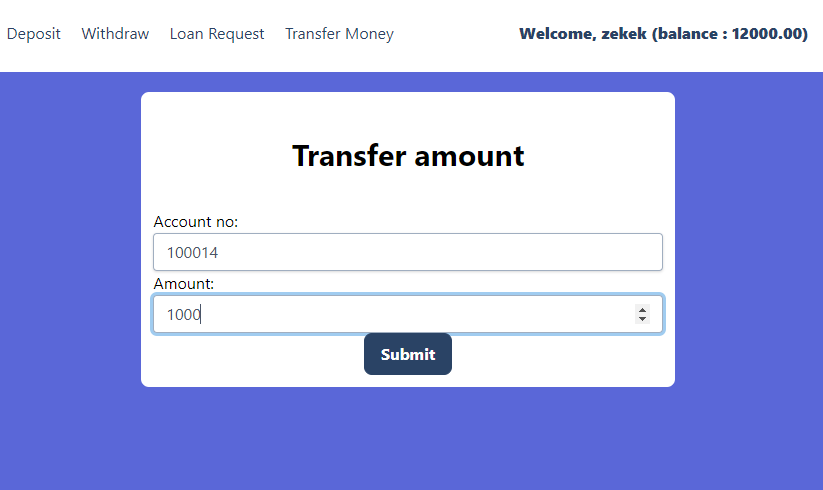 Deposit Withdraw Loan Request Transfer Money Welcome, zekek (balance : 12000.00)
Transfer amount
Account no:
100014
Amount:
1000
Submit